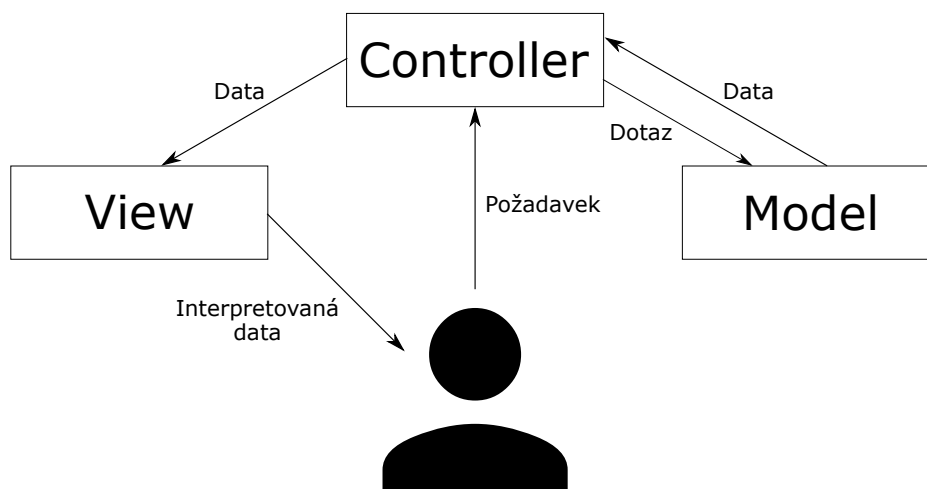 Controller
Data
Data
Dotaz
View
Požadavek
Model
Interpretovaná
data